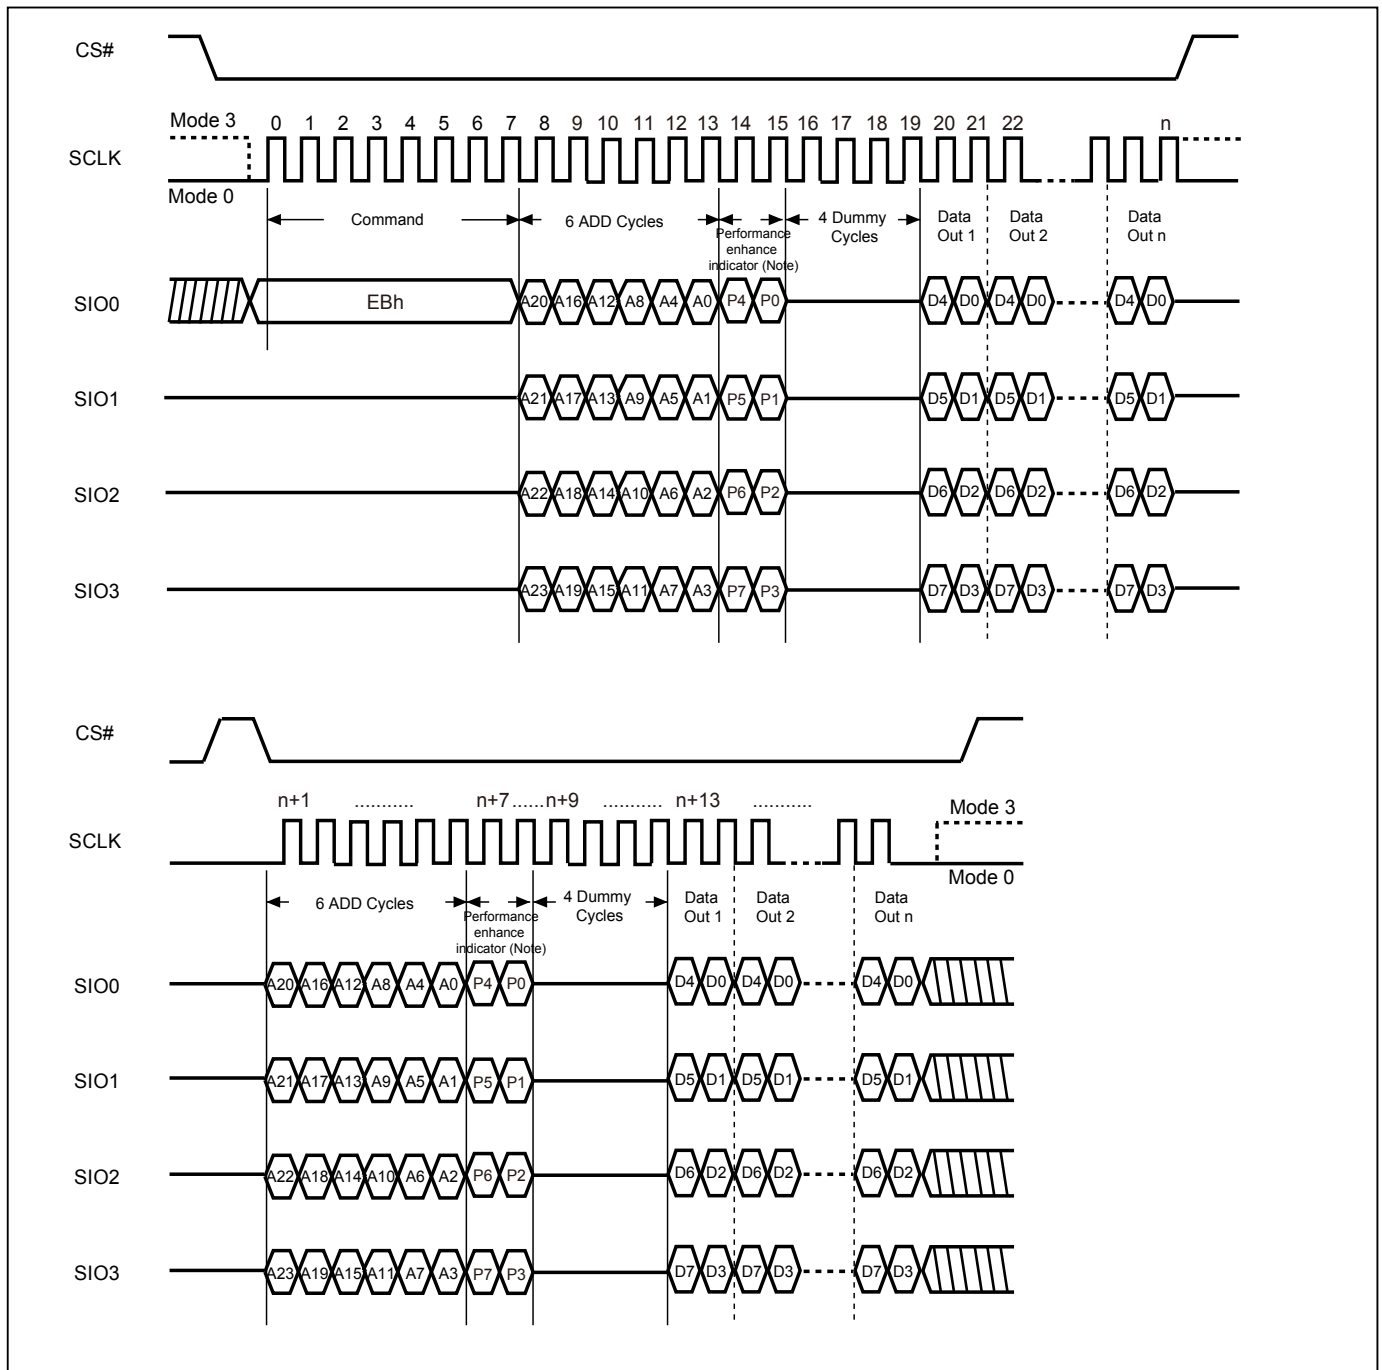 CS#
Mode 3
0 1 2 3 4 5 6 7 8 9 10 11 12 13 14 15 16 17 18 19 20 21 22 n
SCLK
Mode 0
Command 6 ADD Cycles Performance enhance indicator (Note) 4 Dummy Cycles Data Out 1 Data Out 2 Data Out n
SIO0 EBh A20 A16 A12 A8 A4 A0 P4 P0 D4 D0 D4 D0 D4 D0
SIO1 A21 A17 A13 A9 A5 A1 P5 P1 D5 D1 D5 D1 D5 D1
SIO2 A22 A18 A14 A10 A6 A2 P6 P2 D6 D2 D6 D2 D6 D2
SIO3 A23 A19 A15 A11 A7 A3 P7 P3 D7 D3 D7 D3 D7 D3
CS#
n+1 ........... n+7 ...... n+9 ........... n+13 ...........
Mode 3
SCLK
Mode 0
6 ADD Cycles Performance enhance indicator (Note) 4 Dummy Cycles Data Out 1 Data Out 2 Data Out n
SIO0 A20 A16 A12 A8 A4 A0 P4 P0 D4 D0 D4 D0 D4 D0
SIO1 A21 A17 A13 A9 A5 A1 P5 P1 D5 D1 D5 D1 D5 D1
SIO2 A22 A18 A14 A10 A6 A2 P6 P2 D6 D2 D6 D2 D6 D2
SIO3 A23 A19 A15 A11 A7 A3 P7 P3 D7 D3 D7 D3 D7 D3